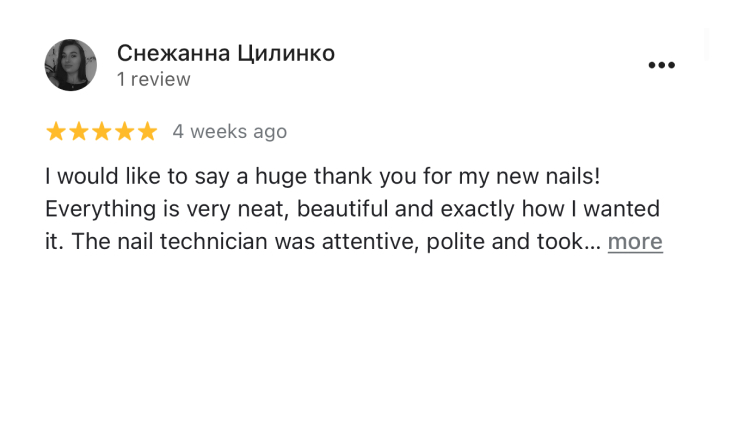 Снежанна Цилинко
1 review
4 weeks ago
I would like to say a huge thank you for my new nails!
Everything is very neat, beautiful and exactly how I wanted
it. The nail technician was attentive, polite and took... more